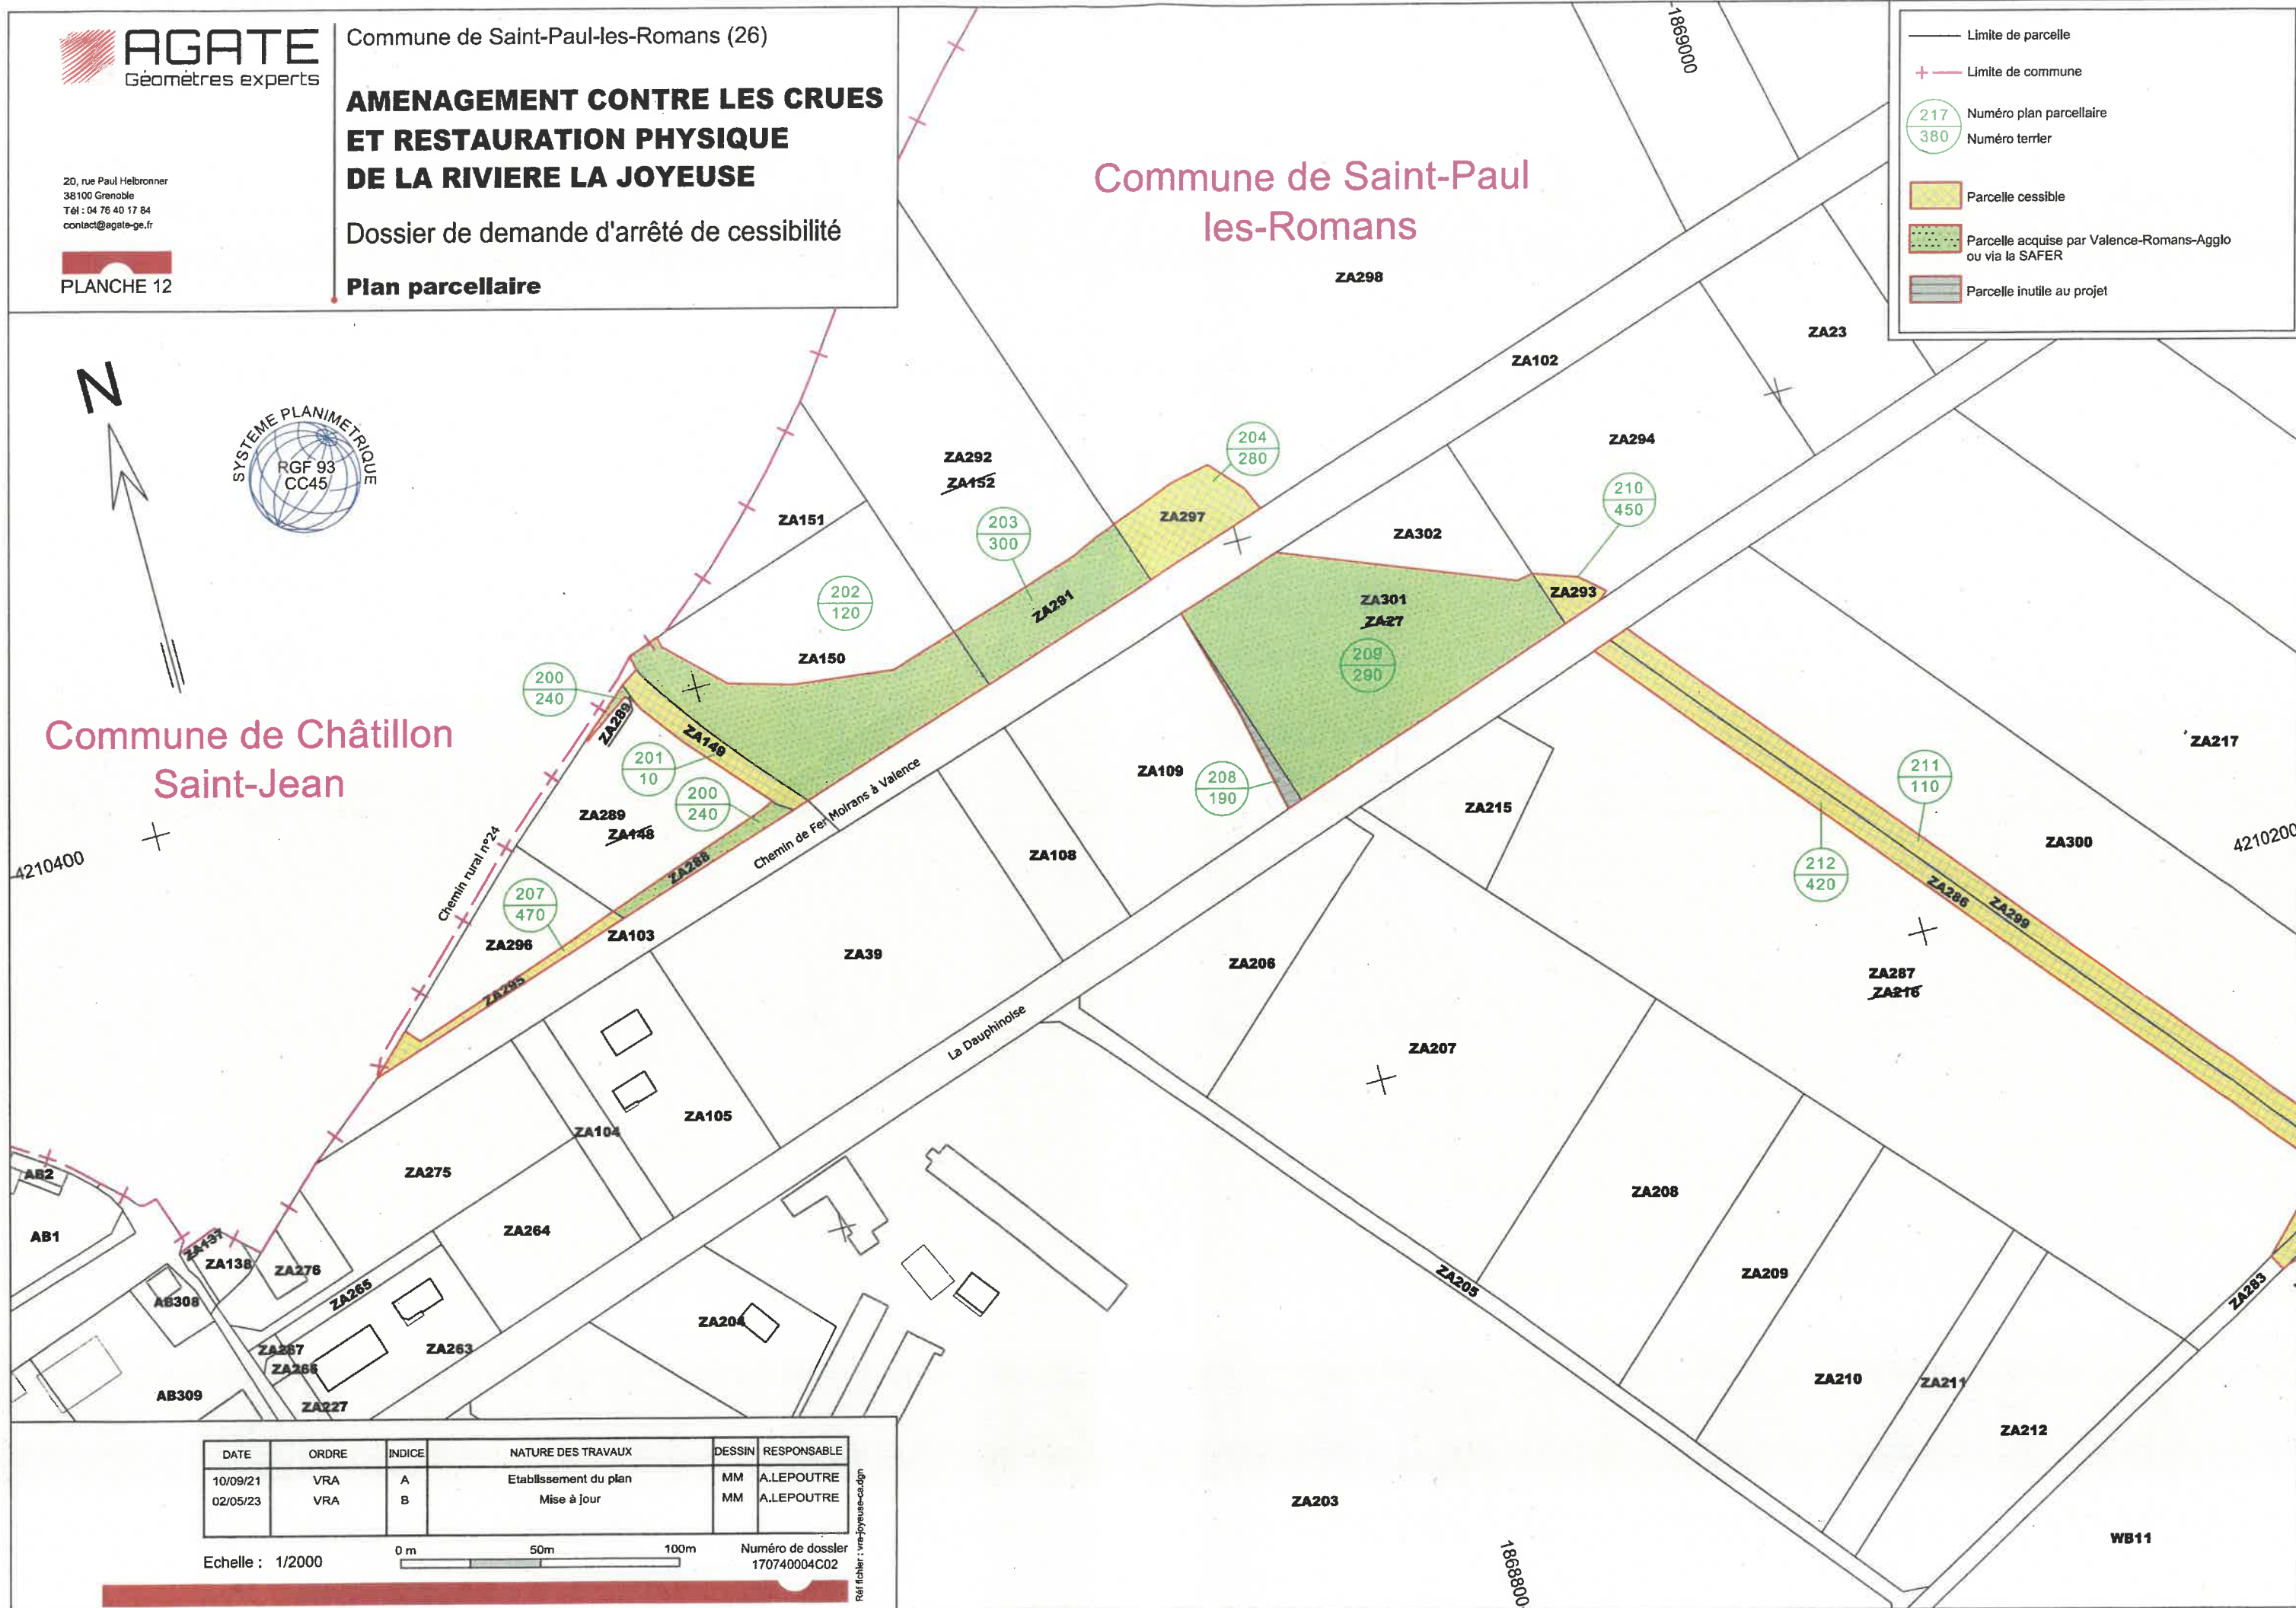 AGATE
Géomètres experts
20, rue Paul Helbronner
38100 Grenoble
Tél : 04 76 40 17 84
contact@agate-ge.fr
PLANCHE 12
Commune de Saint-Paul-les-Romans (26)
AMENAGEMENT CONTRE LES CRUES
ET RESTAURATION PHYSIQUE
DE LA RIVIERE LA JOYEUSE
Dossier de demande d'arrêté de cessibilité
Plan parcellaire
Limite de parcelle
Limite de commune
217
380
Numéro plan parcellaire
Numéro terrier
Parcelle cessible
Parcelle acquise par Valence-Romans-Agglo
ou via la SAFER
Parcelle inutile au projet
1869000
Commune de Saint-Paul
les-Romans
ZA298
ZA23
ZA102
N
SYSTEME PLANIMETRIQUE
RGF 93
CC45
ZA292
ZA152
204
280
ZA294
210
450
ZA151
203
300
ZA297
ZA302
202
120
ZA291
ZA301
ZA27
ZA293
209
290
ZA150
200
240
ZA289
Commune de Châtillon
Saint-Jean
ZA149
201
10
200
240
ZA289
ZA148
ZA288
Chemin de Fer Moirans à Valence
ZA109
208
190
ZA215
211
110
ZA217
ZA300
4210200
212
420
ZA286
ZA299
4210400
Chemin rural n°24
207
470
ZA296
ZA103
ZA295
ZA39
ZA108
ZA206
ZA287
ZA216
La Dauphinoise
ZA207
ZA105
ZA104
ZA275
ZA264
AB2
AB1
ZA137
ZA138
ZA276
AB308
ZA265
ZA267
ZA266
ZA263
ZA204
AB309
ZA227
ZA205
ZA208
ZA209
ZA210
ZA211
ZA212
ZA283
ZA203
WB11
1868800
DATE ORDRE INDICE NATURE DES TRAVAUX DESSIN RESPONSABLE
10/09/21 VRA A Etablissement du plan MM A.LEPOUTRE
02/05/23 VRA B Mise à jour MM A.LEPOUTRE
Echelle : 1/2000
0 m 50m 100m
Numéro de dossier
170740004C02
Réf fichier : vra-joyeuse-ca.dgn